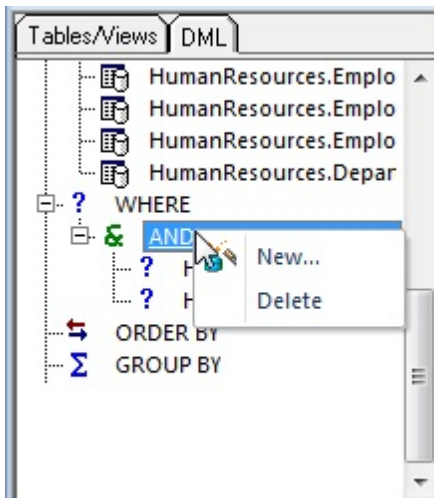 Tables/Views DML
HumanResources.Emplo
HumanResources.Emplo
HumanResources.Emplo
HumanResources.Depar
? WHERE
& AND
New...
? H
? H
Delete
ORDER BY
Σ GROUP BY